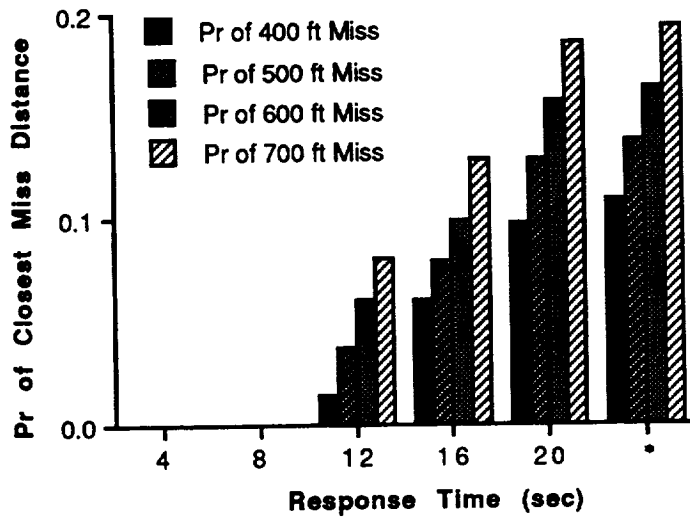 Pr of Closest Miss Distance
0.2
0.1
0.0
Pr of 400 ft Miss
Pr of 500 ft Miss
Pr of 600 ft Miss
Pr of 700 ft Miss
4 8 12 16 20 *
Response Time (sec)